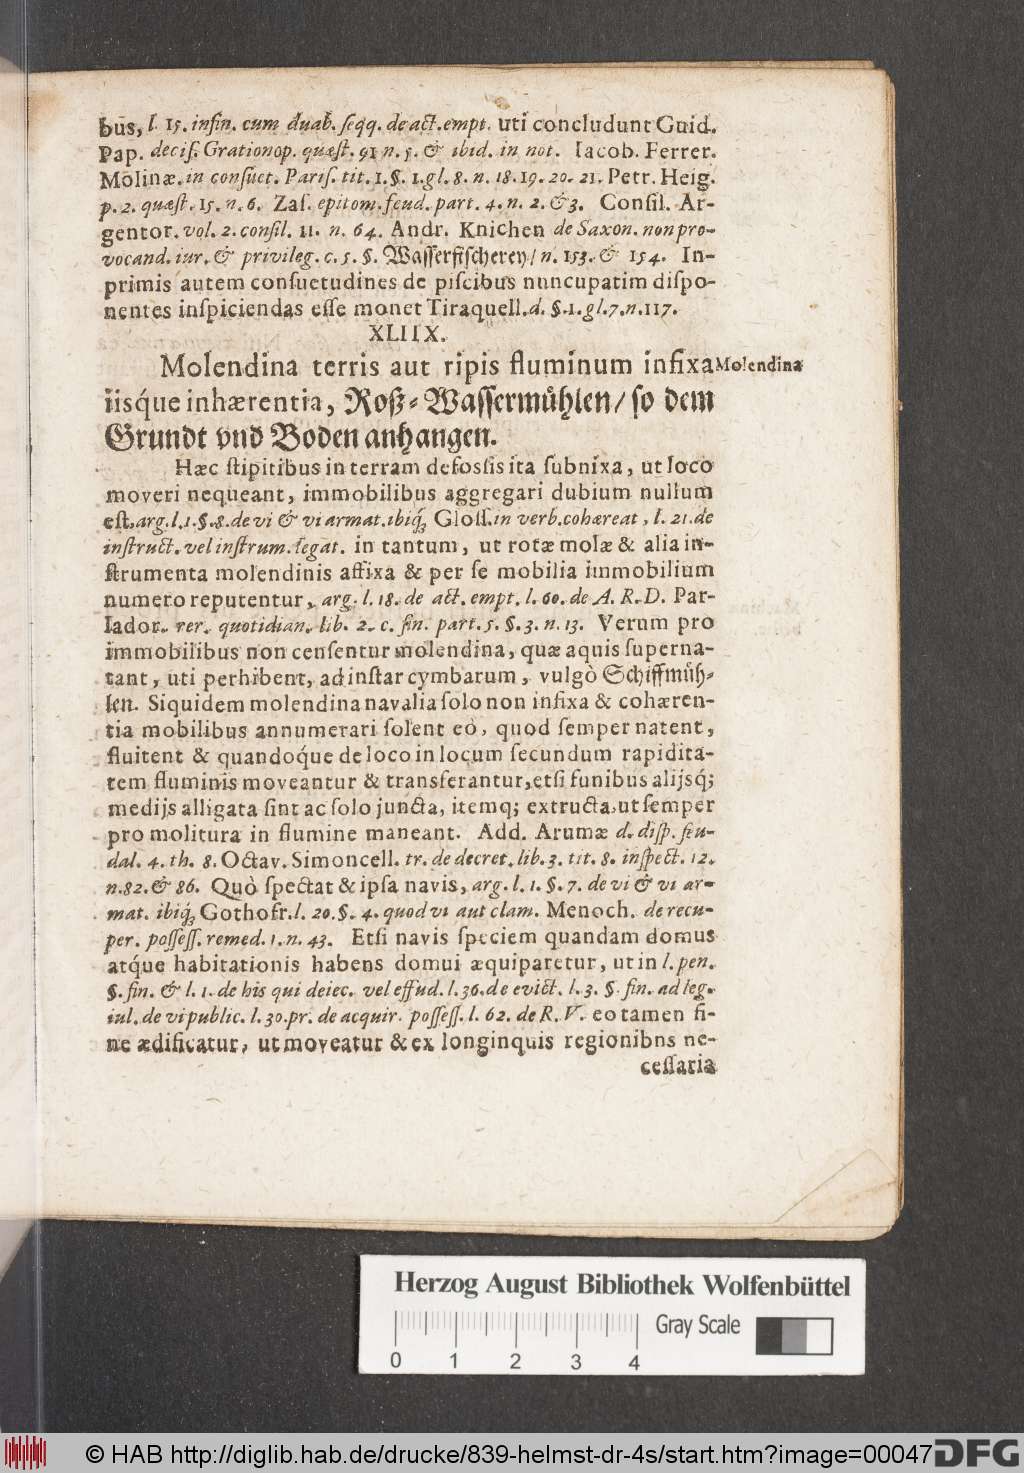 bus, l. 15. infin. cum duab. seqq. de act. empt. uti concludunt Guid.
Pap. decis. Grationop. quæst. 91 n. 5. & ibid. in not. Iacob. Ferrer.
Molinæ. in consuet. Paris. tit. 1. §. 1. gl. 8. n. 18. 19. 20. 21. Petr. Heig.
p. 2. quæst. 15. n. 6. Zas. epitom. feud. part. 4. n. 2. & 3. Consil. Ar-
gentor. vol. 2. consil. 11. n. 64. Andr. Knichen de Saxon. non pro-
vocand. iur. & privileg. c. 5. §. Wasserfischerey/ n. 153. & 154. In-
primis autem consuetudines de piscibus nuncupatim dispo-
nentes inspiciendas esse monet Tiraquell. d. §. 1. gl. 7. n. 117.
XLIIX.
Molendina terris aut ripis fluminum infixa
Molendina
iisq́ue inhærentia, Roß-Wassermühlen/ so dem
Grundt vnd Boden anhangen.
Hæc stipitibus in terram defossis ita subnixa, ut loco
moveri nequeant, immobilibus aggregari dubium nullum
est, arg. l. 1. §. 8. de vi & vi armat. ibiq́ꝫ Gloss. in verb. cohæreat, l. 21. de
instruct. vel instrum. legat. in tantum, ut rotæ molæ & alia in-
strumenta molendinis affixa & per se mobilia immobilium
numero reputentur, arg. l. 18. de act. empt. l. 60. de A. R. D. Par-
lador. rer. quotidian. lib. 2. c. fin. part. 5. §. 3. n. 13. Verum pro
immobilibus non censentur molendina, quæ aquis superna-
tant, uti perhibent, ad instar cymbarum, vulgò Schiffmüh-
len. Siquidem molendina navalia solo non infixa & cohæren-
tia mobilibus annumerari solent eò, quod semper natent,
fluitent & quandoq́ue de loco in locum secundum rapidita-
tem fluminis moveantur & transferantur, etsi funibus alijsq́;
medijs alligata sint ac solo juncta, itemq; extructa, ut semper
pro molitura in flumine maneant. Add. Arumæ d. disp. feu-
dal. 4. th. 8. Octav. Simoncell. tr. de decret. lib. 3. tit. 8. inspect. 12.
n. 82. & 86. Quò spectat & ipsa navis, arg. l. 1. §. 7. de vi & vi ar-
mat. ibiq́ꝫ Gothofr. l. 20. §. 4. quod vi aut clam. Menoch. de recu-
per. possess. remed. 1. n. 43. Etsi navis speciem quandam domus
atq́ue habitationis habens domui æquiparetur, ut in l. pen.
§. fin. & l. 1. de his qui deiec. vel effud. l. 36. de evict. l. 3. §. fin. ad leg.
iul. de vi public. l. 30. pr. de acquir. possess. l. 62. de R. V. eo tamen fi-
ne ædificatur, ut moveatur & ex longinquis regionibns ne-
cessaria
Herzog August Bibliothek Wolfenbüttel
Gray Scale
0 1 2 3 4
© HAB http://diglib.hab.de/drucke/839-helmst-dr-4s/start.htm?image=00047
DFG